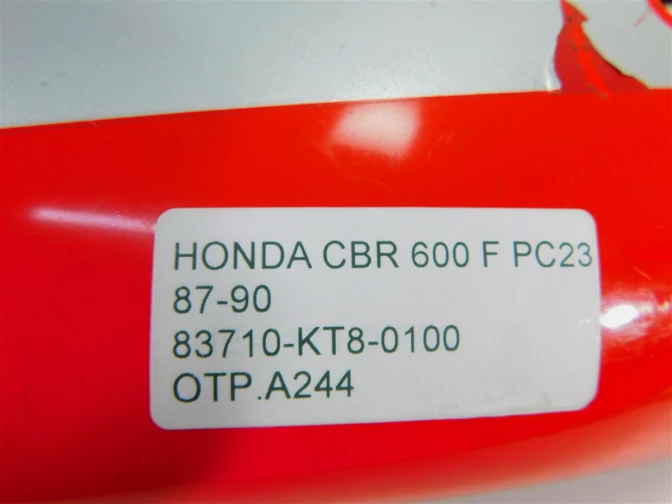 HONDA CBR 600 F PC23
87-90
83710-KT8-0100
OTP.A244